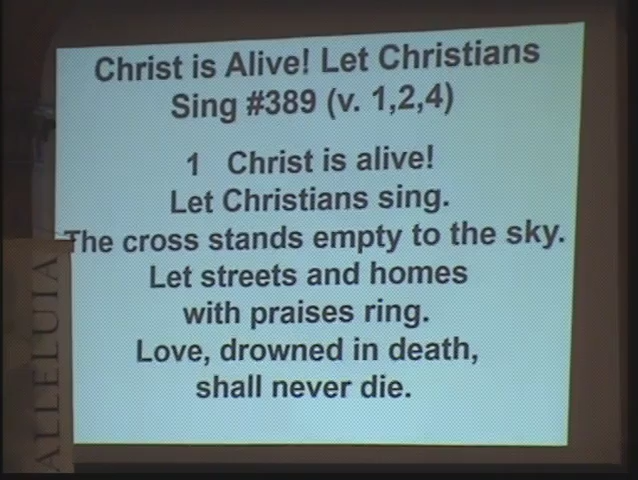 Christ is Alive! Let Christians
Sing #389 (v. 1,2,4)
1 Christ is alive!
Let Christians sing.
The cross stands empty to the sky.
Let streets and homes
with praises ring.
Love, drowned in death,
shall never die.
ALLELUIA